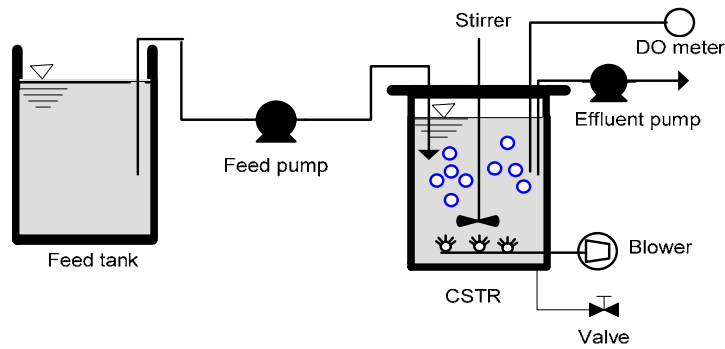 Stirrer
DO meter
Effluent pump
Feed pump
Feed tank
Blower
CSTR
Valve